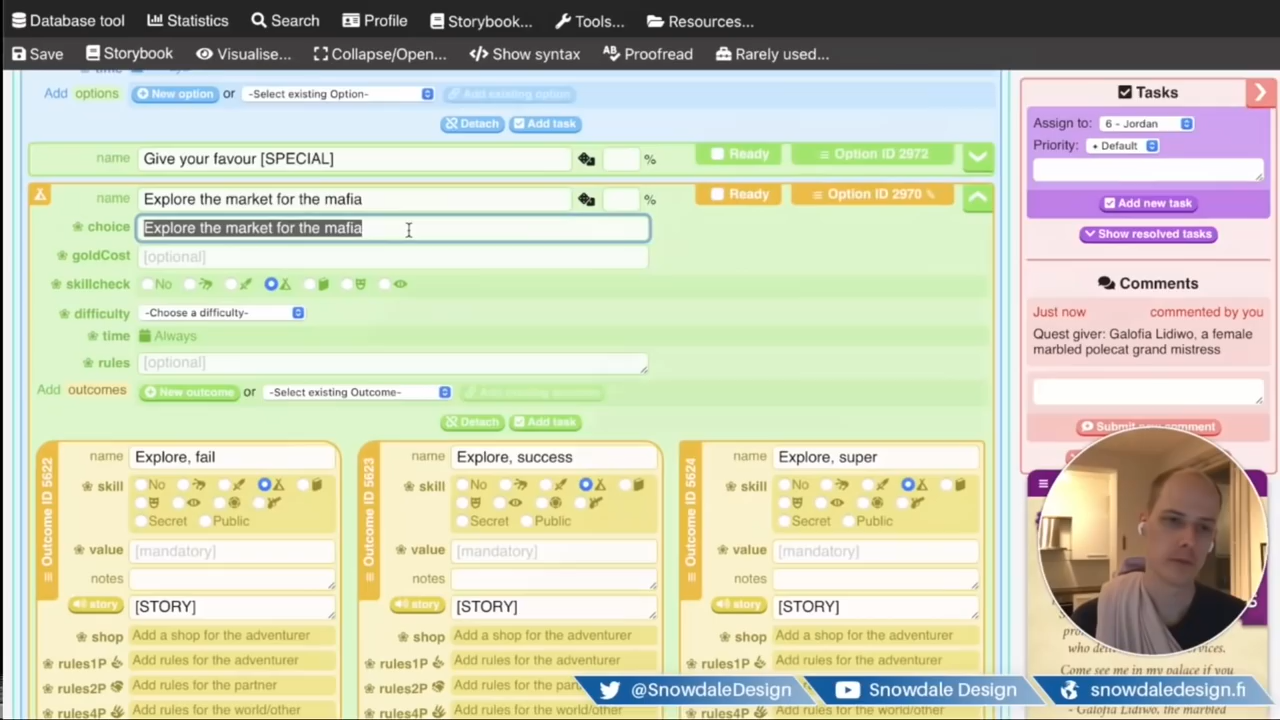 Database tool Statistics Search Profile Storybook... Tools... Resources...
Save Storybook Visualise... Collapse/Open... Show syntax Proofread Rarely used...
Add options New option or -Select existing Option- Add existing option
Detach Add task
name Give your favour [SPECIAL] % Ready Option ID 2972
name Explore the market for the mafia % Ready Option ID 2970
choice Explore the market for the mafia
goldCost [optional]
skillcheck No
difficulty -Choose a difficulty-
time Always
rules [optional]
Add outcomes New outcome or -Select existing Outcome-
Detach Add task
Outcome ID 5622
name Explore, fail
skill No
Secret Public
value [mandatory]
notes
story [STORY]
shop Add a shop for the adventurer
rules1P Add rules for the adventurer
rules2P Add rules for the partner
rules4P Add rules for the world/other
Outcome ID 5623
name Explore, success
skill No
Secret Public
value [mandatory]
notes
story [STORY]
shop Add a shop for the adventurer
rules1P Add rules for the adventurer
rules2P Add rules for the
rules4P Add rules for the world/other
Outcome ID 5624
name Explore, super
skill No
Secret Public
value [mandatory]
notes
story [STORY]
shop Add a shop for the adventurer
rules1P Add rules for the adventurer
rules4P Add rules for the world/other
Tasks
Assign to: 6 - Jordan
Priority: + Default
Add new task
Show resolved tasks
Comments
Just now commented by you
Quest giver: Galofia Lidiwo, a female
marbled polecat grand mistress
Submit new comment
services.
Come see me in my palace if you
- Galofia Lidiwo, the marbled
@SnowdaleDesign Snowdale Design snowdaledesign.fi